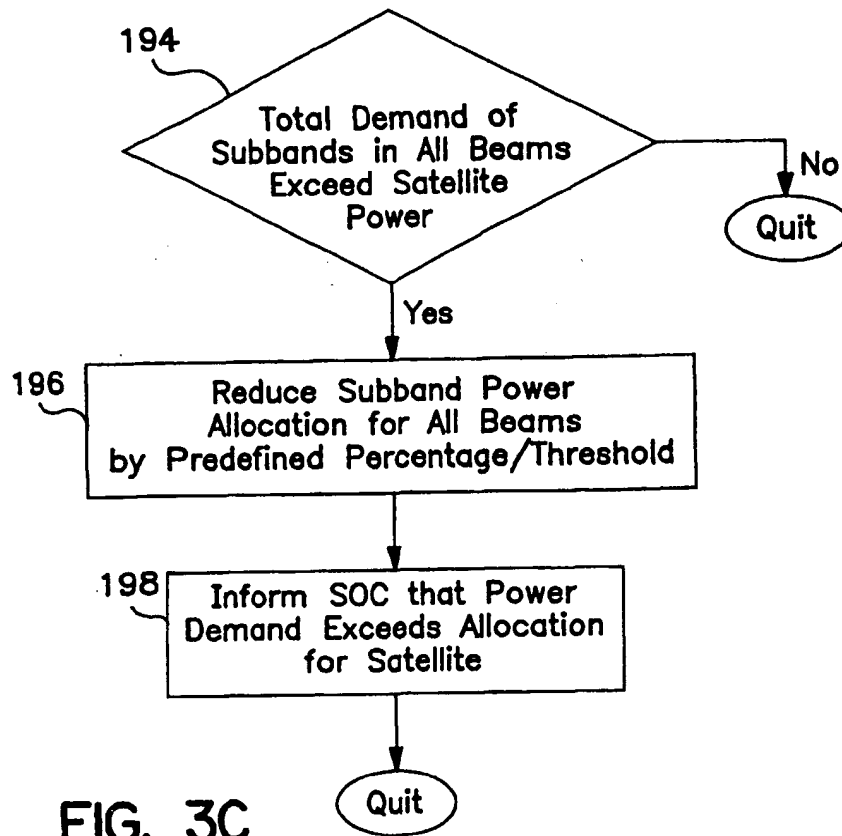 194
Total Demand of
Subbands in All Beams
Exceed Satellite
Power
No
Quit
Yes
196
Reduce Subband Power
Allocation for All Beams
by Predefined Percentage/Threshold
198
Inform SOC that Power
Demand Exceeds Allocation
for Satellite
Quit
FIG. 3C